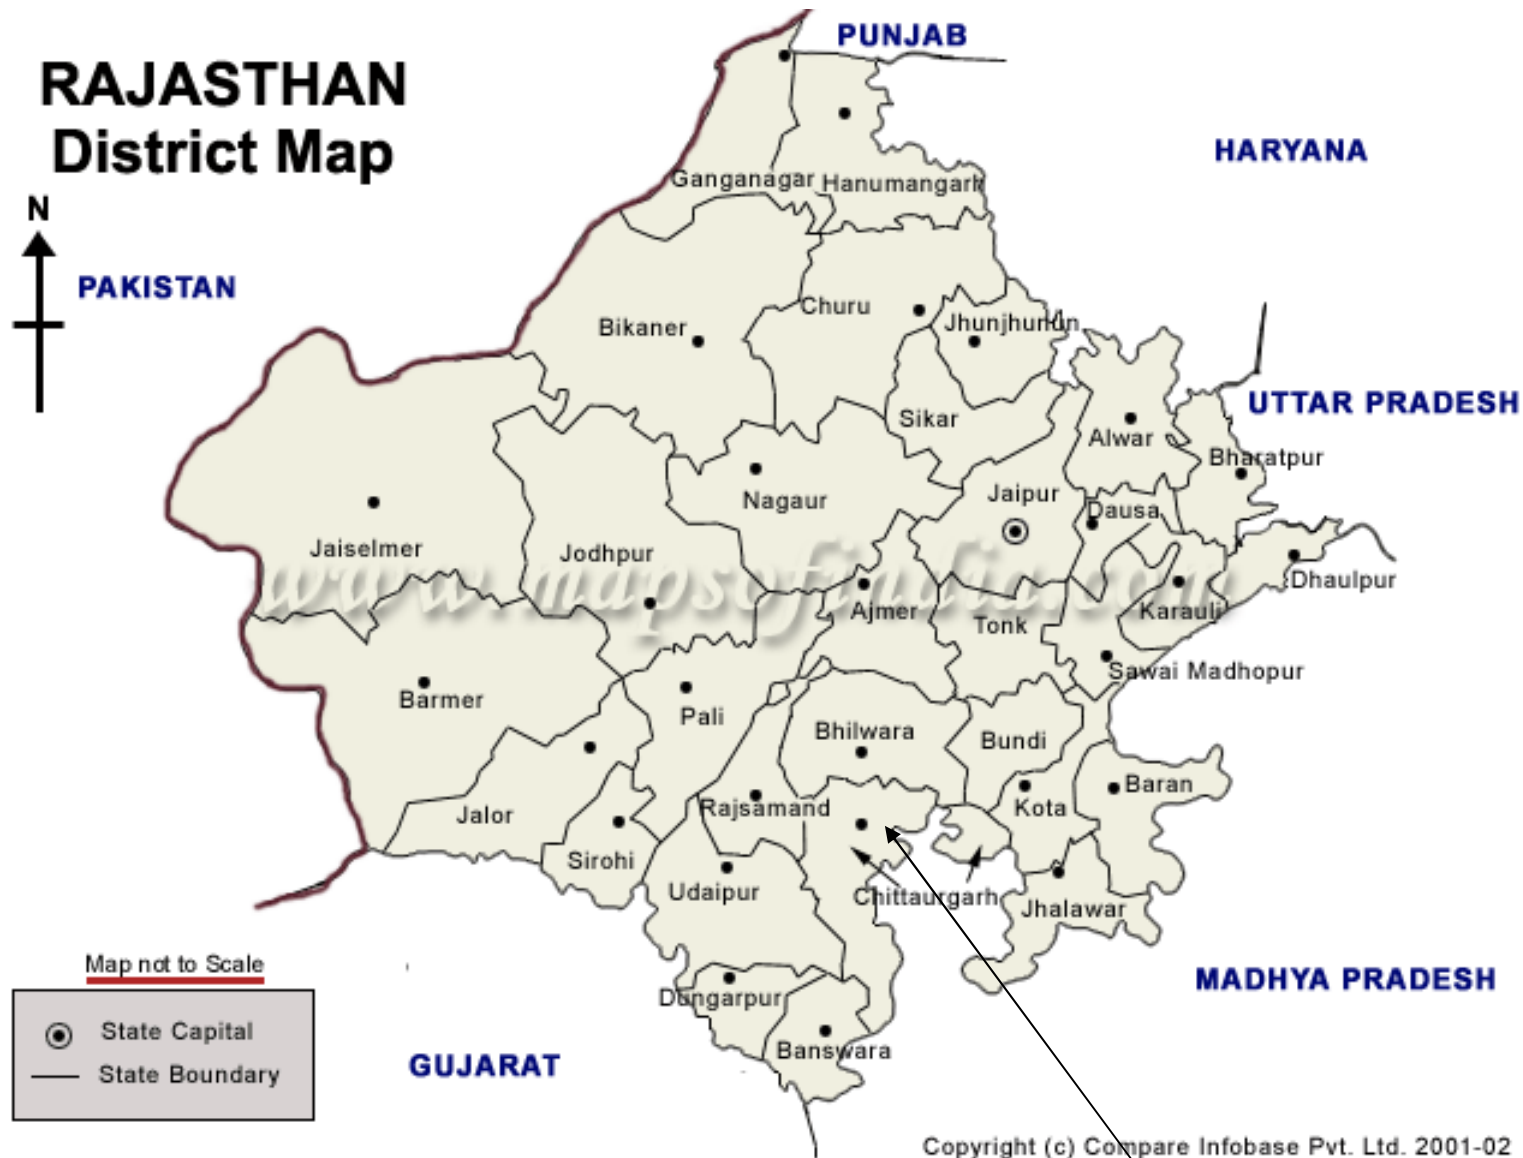 RAJASTHAN
District Map
N
PUNJAB
HARYANA
PAKISTAN
UTTAR PRADESH
MADHYA PRADESH
GUJARAT
Ganganagar
Hanumangarh
Bikaner
Churu
Jhunjhunun
Sikar
Alwar
Bharatpur
Nagaur
Jaipur
Dausa
Jaiselmer
Jodhpur
www.mapsofindia.com
Dhaulpur
Ajmer
Tonk
Karauli
Sawai Madhopur
Barmer
Pali
Bhilwara
Bundi
Baran
Jalor
Rajsamand
Kota
Sirohi
Udaipur
Chittaurgarh
Jhalawar
Dungarpur
Banswara
Map not to Scale
State Capital
State Boundary
Copyright (c) Compare Infobase Pvt. Ltd. 2001-02